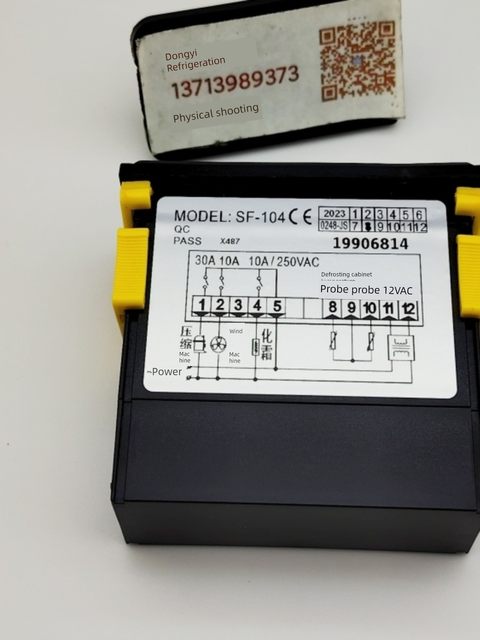 Dongyi
Refrigeration
13713989373
Physical shooting
MODEL: SF-104 CE
2023 1 2 3 4 5 6
0248-JS 7 8 9 10 11 12
QC
PASS X487
19906814
30A 10A 10A / 250VAC
Defrosting cabinet
Probe probe 12VAC
1 2 3 4 5 8 9 10 11 12
压缩
Mac
hine
Wind
Mac
hine
化霜
~Power